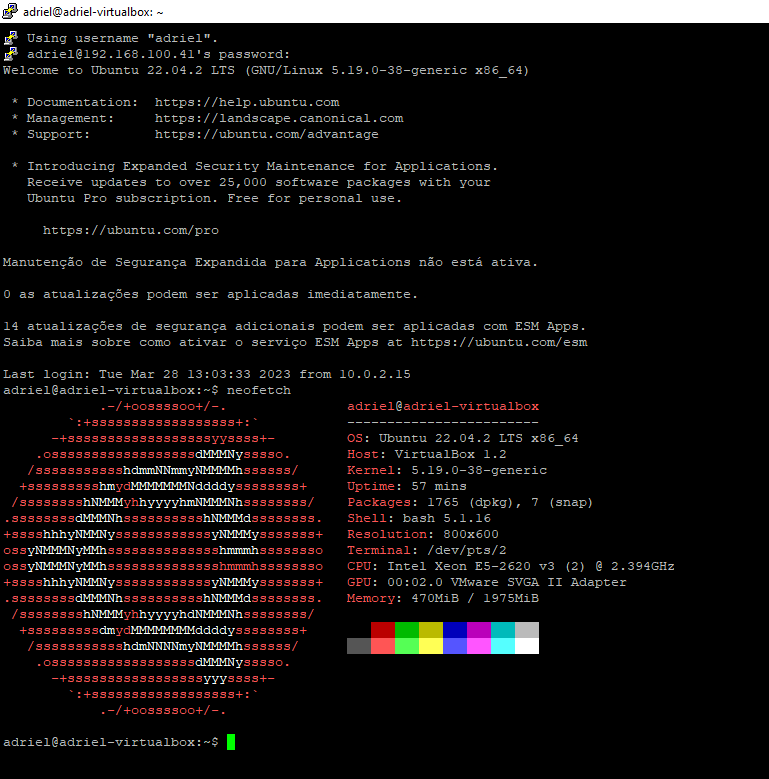 adriel@adriel-virtualbox: ~
Using username "adriel".
adriel@192.168.100.41's password:
Welcome to Ubuntu 22.04.2 LTS (GNU/Linux 5.19.0-38-generic x86_64)
* Documentation:  https://help.ubuntu.com
* Management:     https://landscape.canonical.com
* Support:        https://ubuntu.com/advantage
* Introducing Expanded Security Maintenance for Applications.
Receive updates to over 25,000 software packages with your
Ubuntu Pro subscription. Free for personal use.
https://ubuntu.com/pro
Manutenção de Segurança Expandida para Applications não está ativa.
0 as atualizações podem ser aplicadas imediatamente.
14 atualizações de segurança adicionais podem ser aplicadas com ESM Apps.
Saiba mais sobre como ativar o serviço ESM Apps at https://ubuntu.com/esm
Last login: Tue Mar 28 13:03:33 2023 from 10.0.2.15
adriel@adriel-virtualbox:~$ neofetch
.-/+oossssoo+/-.               adriel@adriel-virtualbox
`:+ssssssssssssssssss+:`           ------------------------
-+ssssssssssssssssssyyssss+-         OS: Ubuntu 22.04.2 LTS x86_64
.ossssssssssssssssssdMMMNysssso.       Host: VirtualBox 1.2
/ssssssssssshdmmNNmmyNMMMMhssssss/      Kernel: 5.19.0-38-generic
+ssssssssshmydMMMMMMMNddddyssssssss+     Uptime: 57 mins
/sssssssshNMMMyhhyyyyhmNMMMNhssssssss/    Packages: 1765 (dpkg), 7 (snap)
.ssssssssdMMMNhsssssssssshNMMMdssssssss.   Shell: bash 5.1.16
+sssshhhyNMMNyssssssssssssyNMMMysssssss+   Resolution: 800x600
ossyNMMMNyMMhsssssssssssssshmmmhssssssso   Terminal: /dev/pts/2
ossyNMMMNyMMhsssssssssssssshmmmhssssssso   CPU: Intel Xeon E5-2620 v3 (2) @ 2.394GHz
+sssshhhyNMMNyssssssssssssyNMMMysssssss+   GPU: 00:02.0 VMware SVGA II Adapter
.ssssssssdMMMNhsssssssssshNMMMdssssssss.   Memory: 470MiB / 1975MiB
/sssssssshNMMMyhhyyyyhdNMMMNhssssssss/
+sssssssssdmydMMMMMMMMddddyssssssss+
/ssssssssssshdmNNNNmyNMMMMhssssss/
.ossssssssssssssssssdMMMNysssso.
-+sssssssssssssssssyyyssss+-
`:+ssssssssssssssssss+:`
.-/+oossssoo+/-.
adriel@adriel-virtualbox:~$